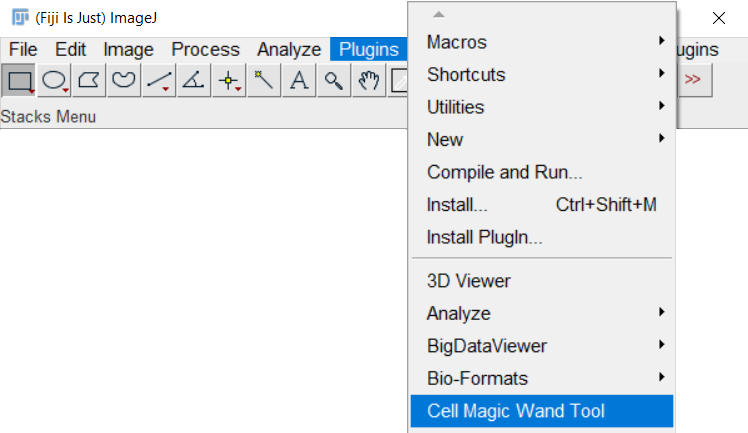 (Fiji Is Just) ImageJ
File Edit Image Process Analyze Plugins ugins
A >>
Stacks Menu
Macros
Shortcuts
Utilities
New
Compile and Run...
Install... Ctrl+Shift+M
Install PlugIn...
3D Viewer
Analyze
BigDataViewer
Bio-Formats
Cell Magic Wand Tool